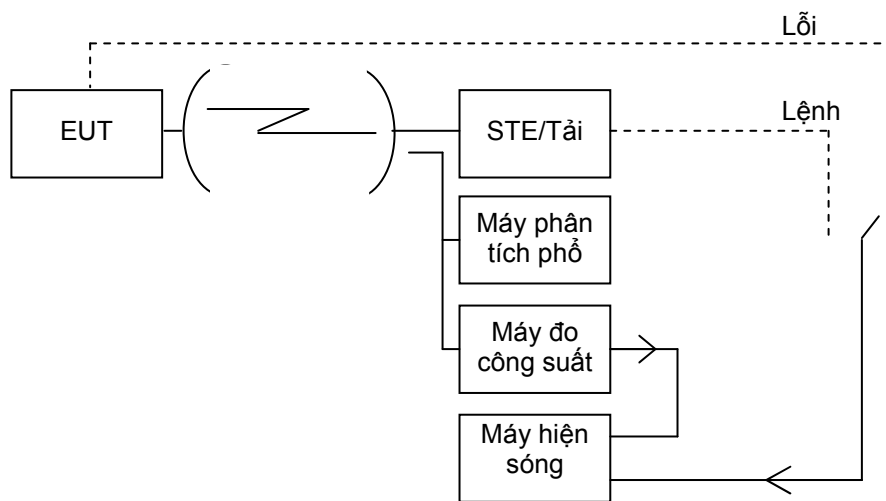 Lỗi
EUT
STE/Tải
Lệnh
Máy phân
tích phổ
Máy đo
công suất
Máy hiện
sóng